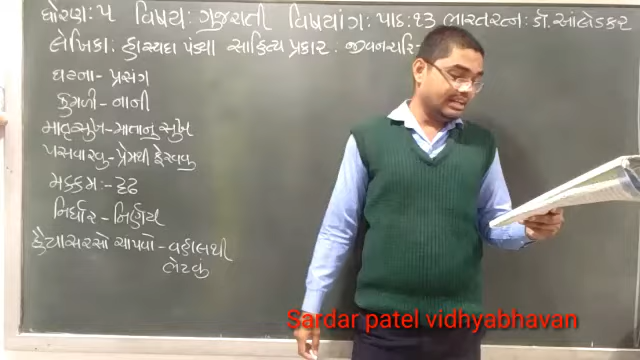 ધોરણ: ૫ વિષય: ગુજરાતી વિષયાંગ: પાઠ: ૧૩ ભારતરત્ન: ડૉ. આંબેડકર
લેખિકા: હાસ્યદા પંડ્યા સાહિત્ય પ્રકાર. જીવનચરિ
ઘટના - પ્રસંગ
કુમળી - નાની
માતૃસુખ - માતાનુ સુખ
પસવારવુ - પ્રેમથી ફેરવવુ
મક્કમ: - દૃઢ
નિર્ધાર - નિર્ણય
હૈયાસરસો ચાંપવો - વહાલથી
ભેટવુ
Sardar patel vidhyabhavan